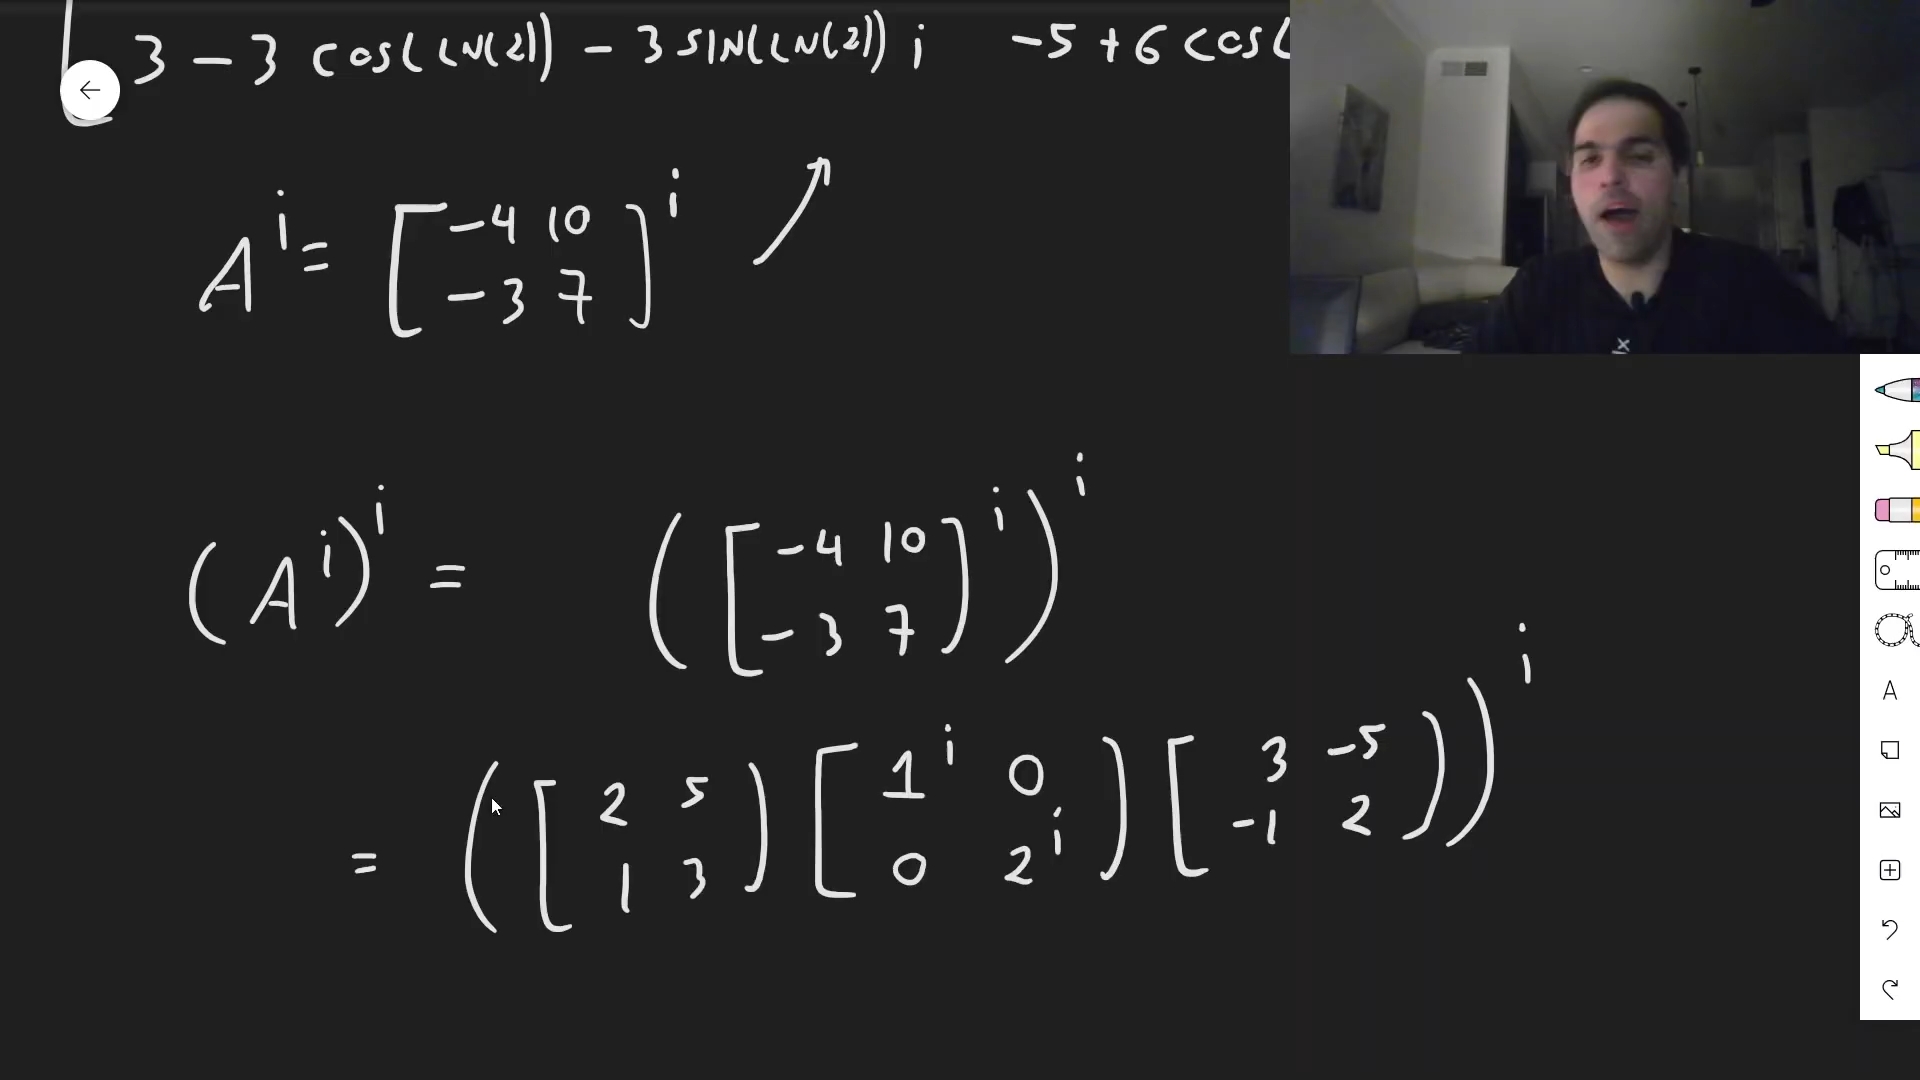 3 - 3 cos(LN(2)) - 3 SIN(LN(2)) i   -5 + 6 cos(
A^i = [-4 10; -3 7]^i
(A^i)^i = ([-4 10; -3 7]^i)^i
= ([2 5; 1 3] [1^i 0; 0 2^i] [3 -5; -1 2])^i
A